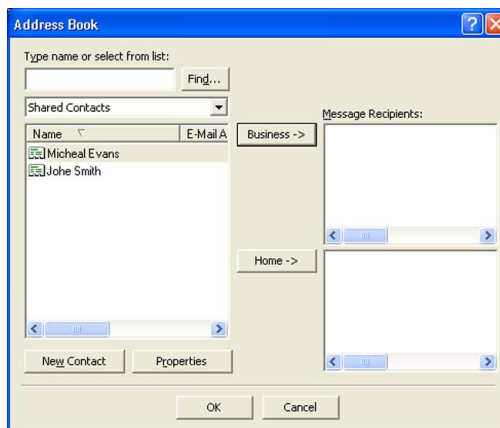 Address Book
Type name or select from list:
Find...
Shared Contacts
Name E-Mail A
Micheal Evans
Johe Smith
Business ->
Message Recipients:
Home ->
New Contact Properties
OK Cancel